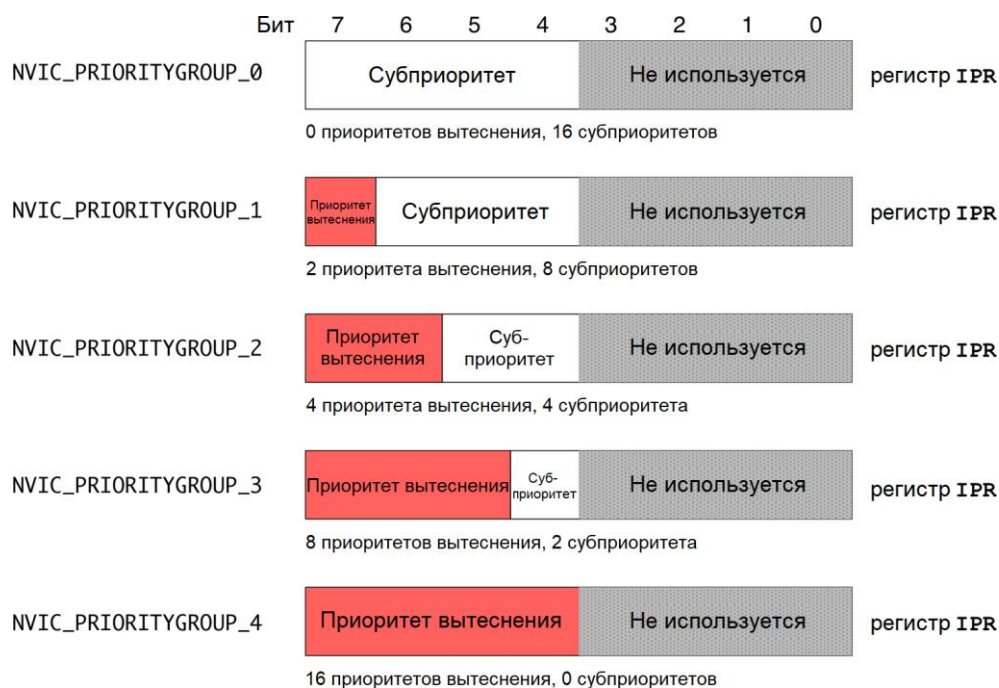 Бит 7 6 5 4 3 2 1 0
NVIC_PRIORITYGROUP_0 Субприоритет Не используется регистр IPR
0 приоритетов вытеснения, 16 субприоритетов
NVIC_PRIORITYGROUP_1 Приоритет вытеснения Субприоритет Не используется регистр IPR
2 приоритета вытеснения, 8 субприоритетов
NVIC_PRIORITYGROUP_2 Приоритет вытеснения Суб-приоритет Не используется регистр IPR
4 приоритета вытеснения, 4 субприоритета
NVIC_PRIORITYGROUP_3 Приоритет вытеснения Суб-приоритет Не используется регистр IPR
8 приоритетов вытеснения, 2 субприоритета
NVIC_PRIORITYGROUP_4 Приоритет вытеснения Не используется регистр IPR
16 приоритетов вытеснения, 0 субприоритетов